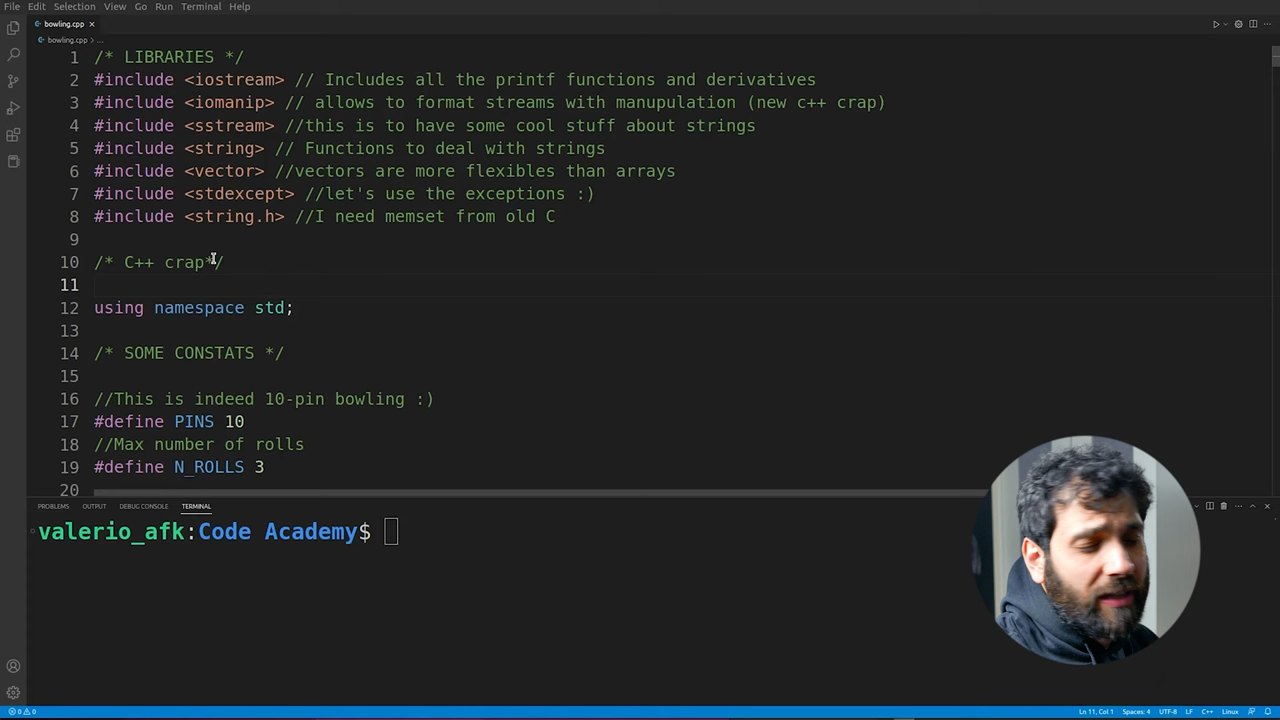 File Edit Selection View Go Run Terminal Help
bowling.cpp
bowling.cpp > ...
1 /* LIBRARIES */
2 #include <iostream> // Includes all the printf functions and derivatives
3 #include <iomanip> // allows to format streams with manupulation (new c++ crap)
4 #include <sstream> //this is to have some cool stuff about strings
5 #include <string> // Functions to deal with strings
6 #include <vector> //vectors are more flexibles than arrays
7 #include <stdexcept> //let's use the exceptions :)
8 #include <string.h> //I need memset from old C
9
10 /* C++ crap*/
11
12 using namespace std;
13
14 /* SOME CONSTATS */
15
16 //This is indeed 10-pin bowling :)
17 #define PINS 10
18 //Max number of rolls
19 #define N_ROLLS 3
20
PROBLEMS OUTPUT DEBUG CONSOLE TERMINAL
valerio_afk:Code Academy$
0 0 Ln 11, Col 1 Spaces: 4 UTF-8 LF C++ Linux